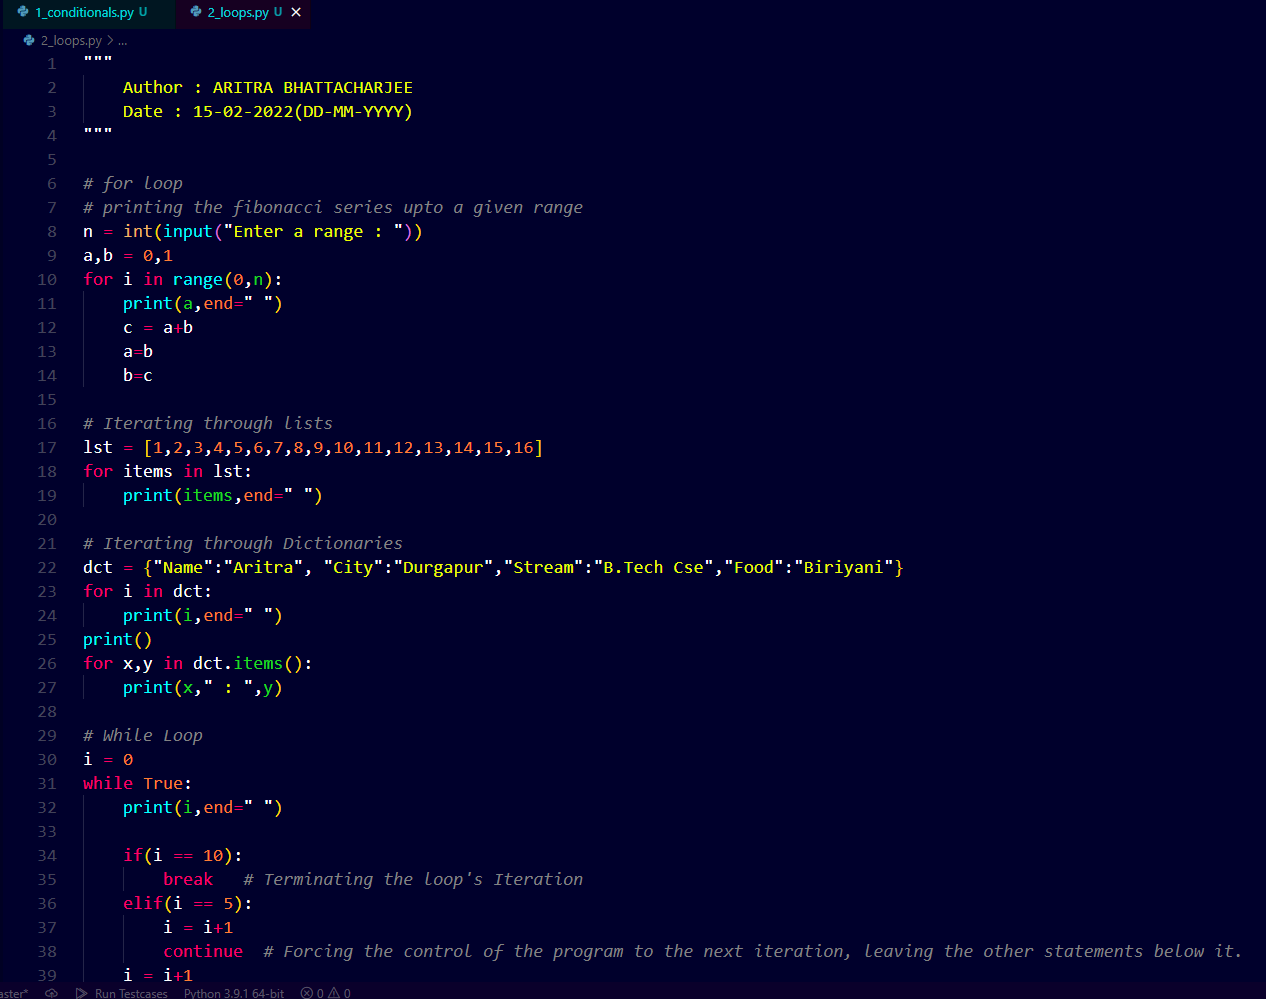 1_conditionals.py U 2_loops.py U ×
2_loops.py > ...
1 """
2     Author : ARITRA BHATTACHARJEE
3     Date : 15-02-2022(DD-MM-YYYY)
4 """
5
6 # for loop
7 # printing the fibonacci series upto a given range
8 n = int(input("Enter a range : "))
9 a,b = 0,1
10 for i in range(0,n):
11     print(a,end=" ")
12     c = a+b
13     a=b
14     b=c
15
16 # Iterating through lists
17 lst = [1,2,3,4,5,6,7,8,9,10,11,12,13,14,15,16]
18 for items in lst:
19     print(items,end=" ")
20
21 # Iterating through Dictionaries
22 dct = {"Name":"Aritra", "City":"Durgapur","Stream":"B.Tech Cse","Food":"Biriyani"}
23 for i in dct:
24     print(i,end=" ")
25 print()
26 for x,y in dct.items():
27     print(x," : ",y)
28
29 # While Loop
30 i = 0
31 while True:
32     print(i,end=" ")
33
34     if(i == 10):
35         break   # Terminating the loop's Iteration
36     elif(i == 5):
37         i = i+1
38         continue  # Forcing the control of the program to the next iteration, leaving the other statements below it.
39     i = i+1
aster* Run Testcases Python 3.9.1 64-bit 0 0